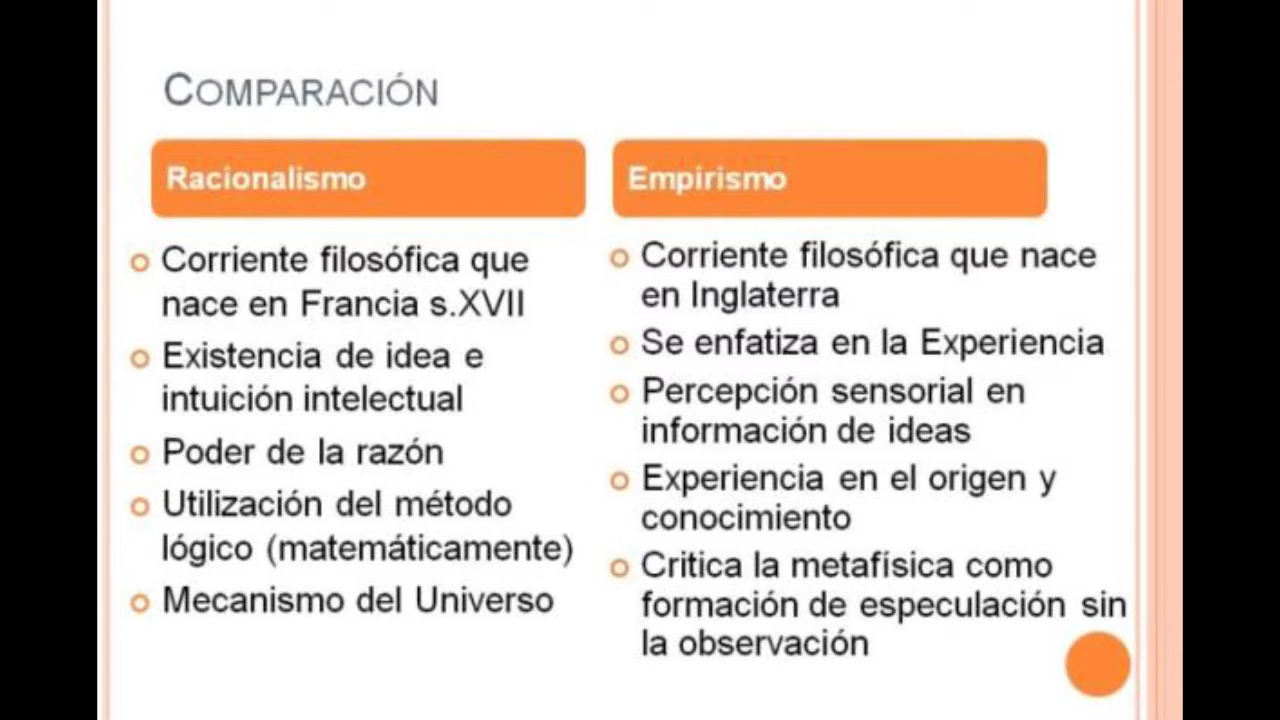 COMPARACIÓN
Racionalismo
Corriente filosófica que
nace en Francia s.XVII
Existencia de idea e
intuición intelectual
Poder de la razón
Utilización del método
lógico (matemáticamente)
Mecanismo del Universo
Empirismo
Corriente filosófica que nace
en Inglaterra
Se enfatiza en la Experiencia
Percepción sensorial en
información de ideas
Experiencia en el origen y
conocimiento
Critica la metafísica como
formación de especulación sin
la observación